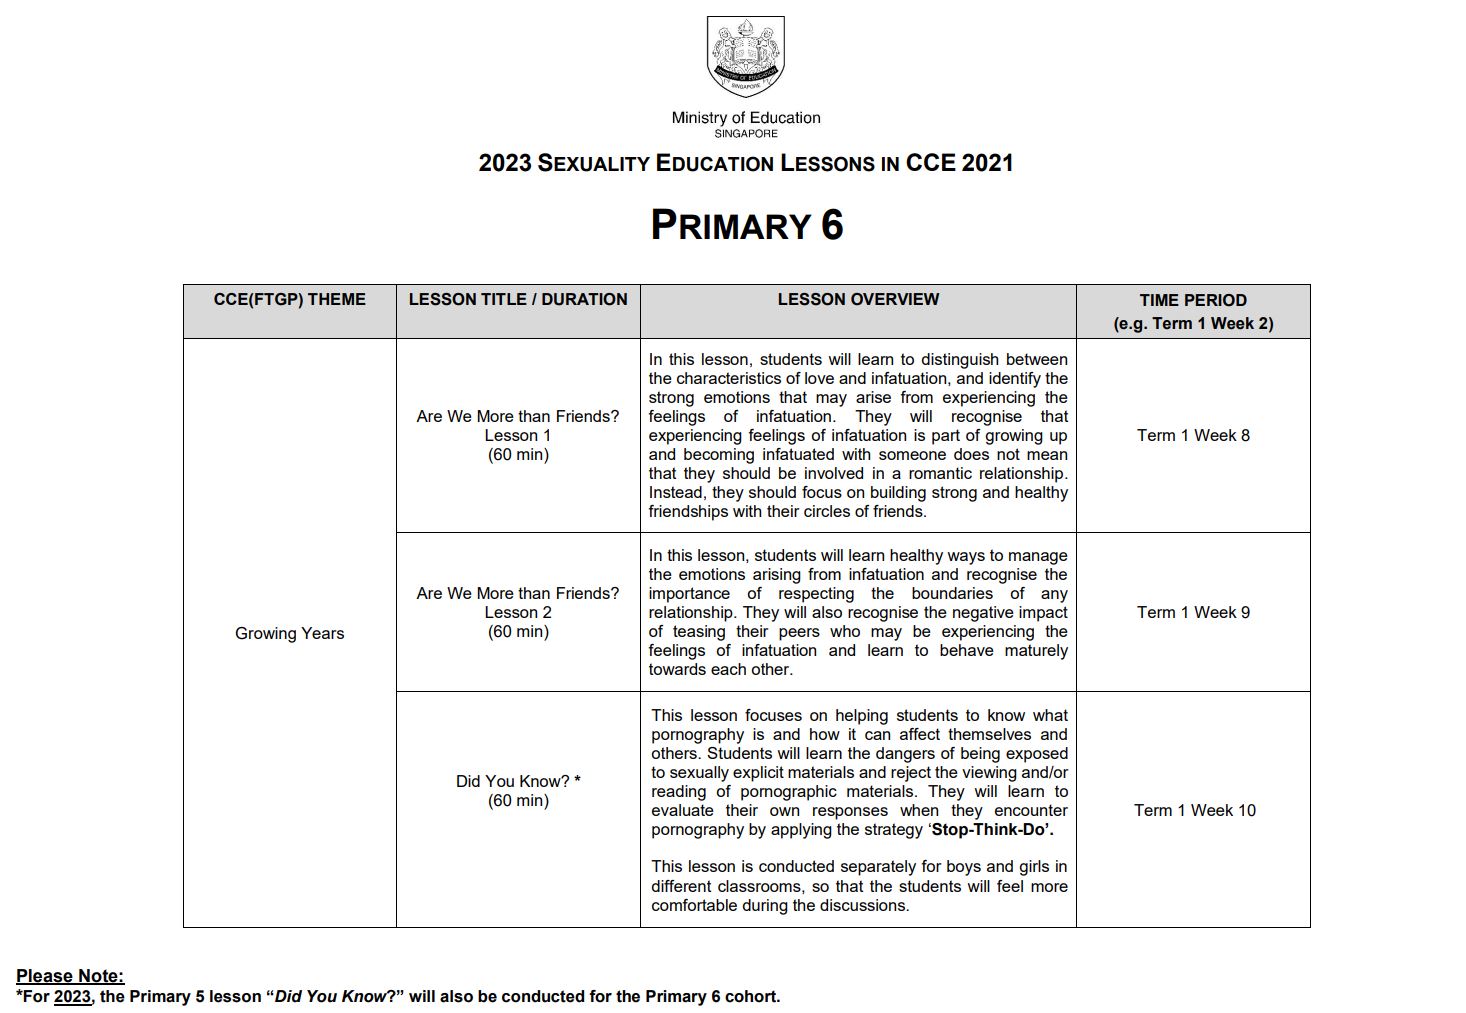 MINISTRY OF EDUCATION
SINGAPORE
Ministry of Education
SINGAPORE
2023 SEXUALITY EDUCATION LESSONS IN CCE 2021
PRIMARY 6
CCE(FTGP) THEME
LESSON TITLE / DURATION
LESSON OVERVIEW
TIME PERIOD
(e.g. Term 1 Week 2)
Growing Years
Are We More than Friends?
Lesson 1
(60 min)
In this lesson, students will learn to distinguish between
the characteristics of love and infatuation, and identify the
strong emotions that may arise from experiencing the
feelings of infatuation. They will recognise that
experiencing feelings of infatuation is part of growing up
and becoming infatuated with someone does not mean
that they should be involved in a romantic relationship.
Instead, they should focus on building strong and healthy
friendships with their circles of friends.
Term 1 Week 8
Are We More than Friends?
Lesson 2
(60 min)
In this lesson, students will learn healthy ways to manage
the emotions arising from infatuation and recognise the
importance of respecting the boundaries of any
relationship. They will also recognise the negative impact
of teasing their peers who may be experiencing the
feelings of infatuation and learn to behave maturely
towards each other.
Term 1 Week 9
Did You Know? *
(60 min)
This lesson focuses on helping students to know what
pornography is and how it can affect themselves and
others. Students will learn the dangers of being exposed
to sexually explicit materials and reject the viewing and/or
reading of pornographic materials. They will learn to
evaluate their own responses when they encounter
pornography by applying the strategy ‘Stop-Think-Do’.
This lesson is conducted separately for boys and girls in
different classrooms, so that the students will feel more
comfortable during the discussions.
Term 1 Week 10
Please Note:
*For 2023, the Primary 5 lesson “Did You Know?” will also be conducted for the Primary 6 cohort.